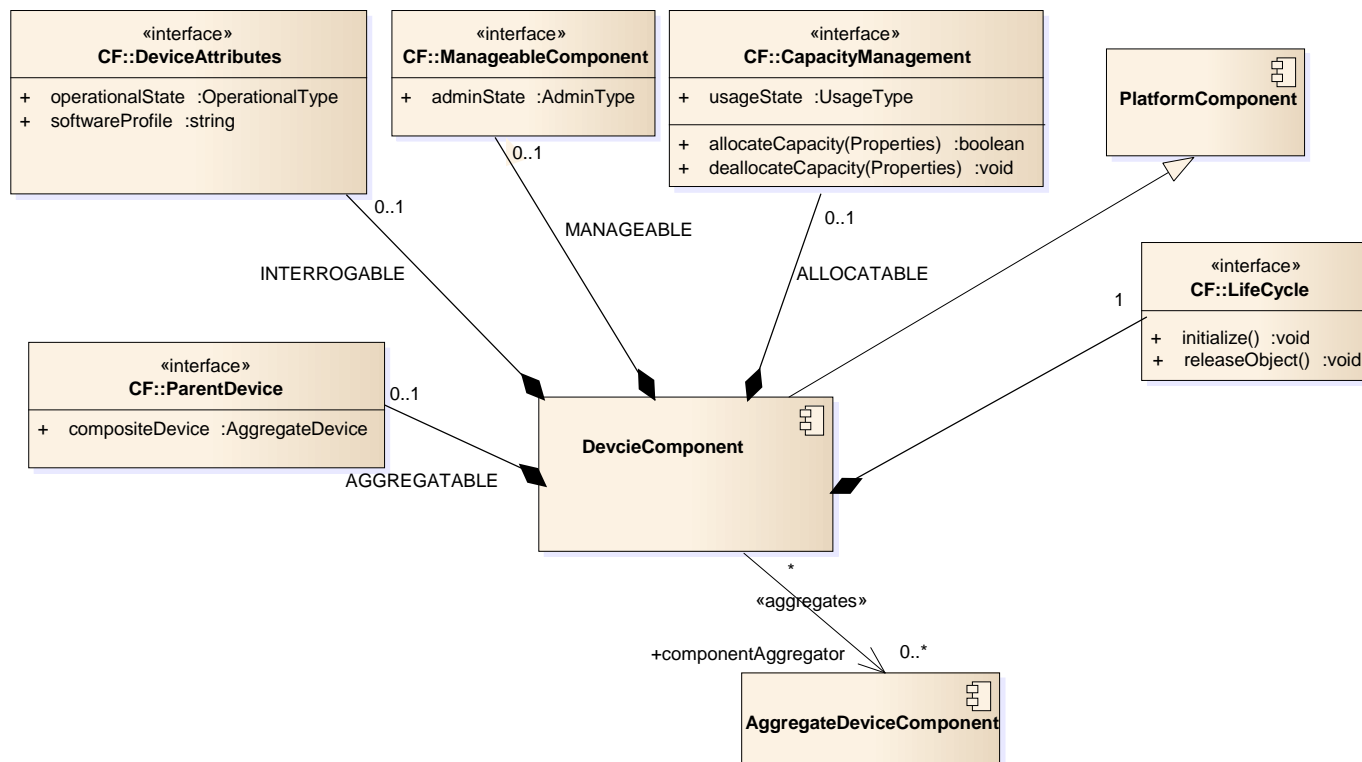 «interface»
CF::DeviceAttributes
+ operationalState :OperationalType
+ softwareProfile :string
«interface»
CF::ManageableComponent
+ adminState :AdminType
«interface»
CF::CapacityManagement
+ usageState :UsageType
+ allocateCapacity(Properties) :boolean
+ deallocateCapacity(Properties) :void
PlatformComponent
0..1
0..1
0..1
INTERROGABLE
MANAGEABLE
ALLOCATABLE
«interface»
CF::LifeCycle
+ initialize() :void
+ releaseObject() :void
1
«interface»
CF::ParentDevice
+ compositeDevice :AggregateDevice
0..1
AGGREGATABLE
DevcieComponent
*
«aggregates»
+componentAggregator
0..*
AggregateDeviceComponent